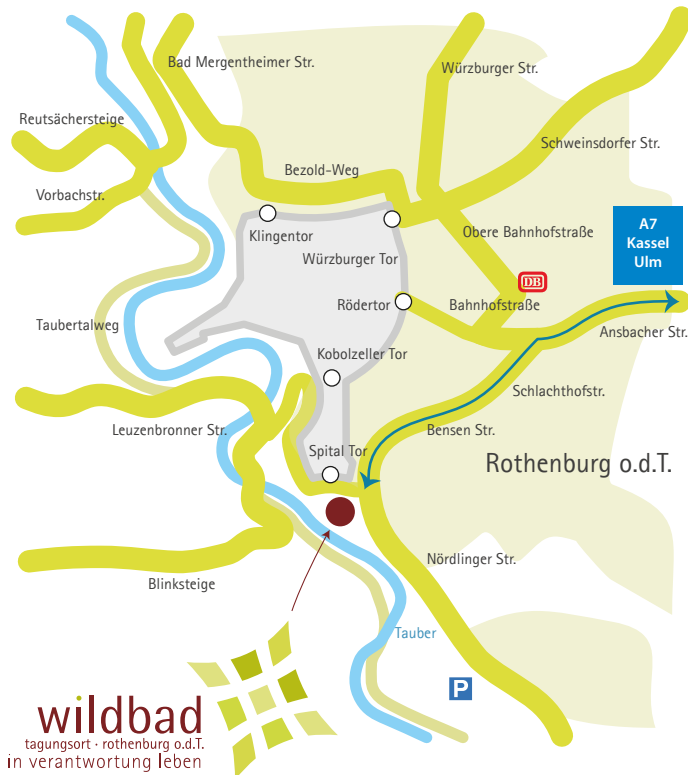 Bad Mergentheimer Str.
Würzburger Str.
Reutsächersteige
Schweinsdorfer Str.
Bezold-Weg
Vorbachstr.
A7
Kassel
Ulm
Klingentor
Obere Bahnhofstraße
Würzburger Tor
DB
Rödertor
Bahnhofstraße
Taubertalweg
Ansbacher Str.
Kobolzeller Tor
Schlachthofstr.
Leuzenbronner Str.
Bensen Str.
Spital Tor
Rothenburg o.d.T.
Nördlinger Str.
Blinksteige
Tauber
P
wildbad
tagungsort · rothenburg o.d.T.
in verantwortung leben